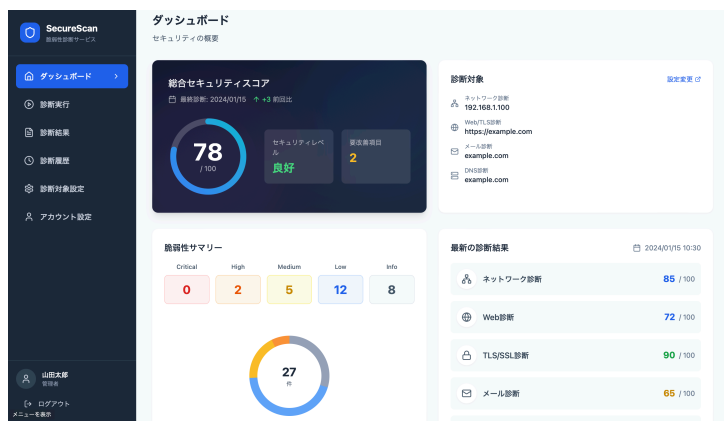 SecureScan
脆弱性診断サービス
ダッシュボード
診断実行
診断結果
診断履歴
診断対象設定
アカウント設定
山田太郎
管理者
ログアウト
メニューを表示
ダッシュボード
セキュリティの概要
総合セキュリティスコア
最終診断: 2024/01/15 ↑ +3 前回比
78
/ 100
セキュリティレベ
ル
良好
要改善項目
2
診断対象
設定変更
ネットワーク診断
192.168.1.100
Web/TLS診断
https://example.com
メール診断
example.com
DNS診断
example.com
脆弱性サマリー
Critical High Medium Low Info
0 2 5 12 8
27
件
最新の診断結果
2024/01/15 10:30
ネットワーク診断 85 / 100
Web診断 72 / 100
TLS/SSL診断 90 / 100
メール診断 65 / 100